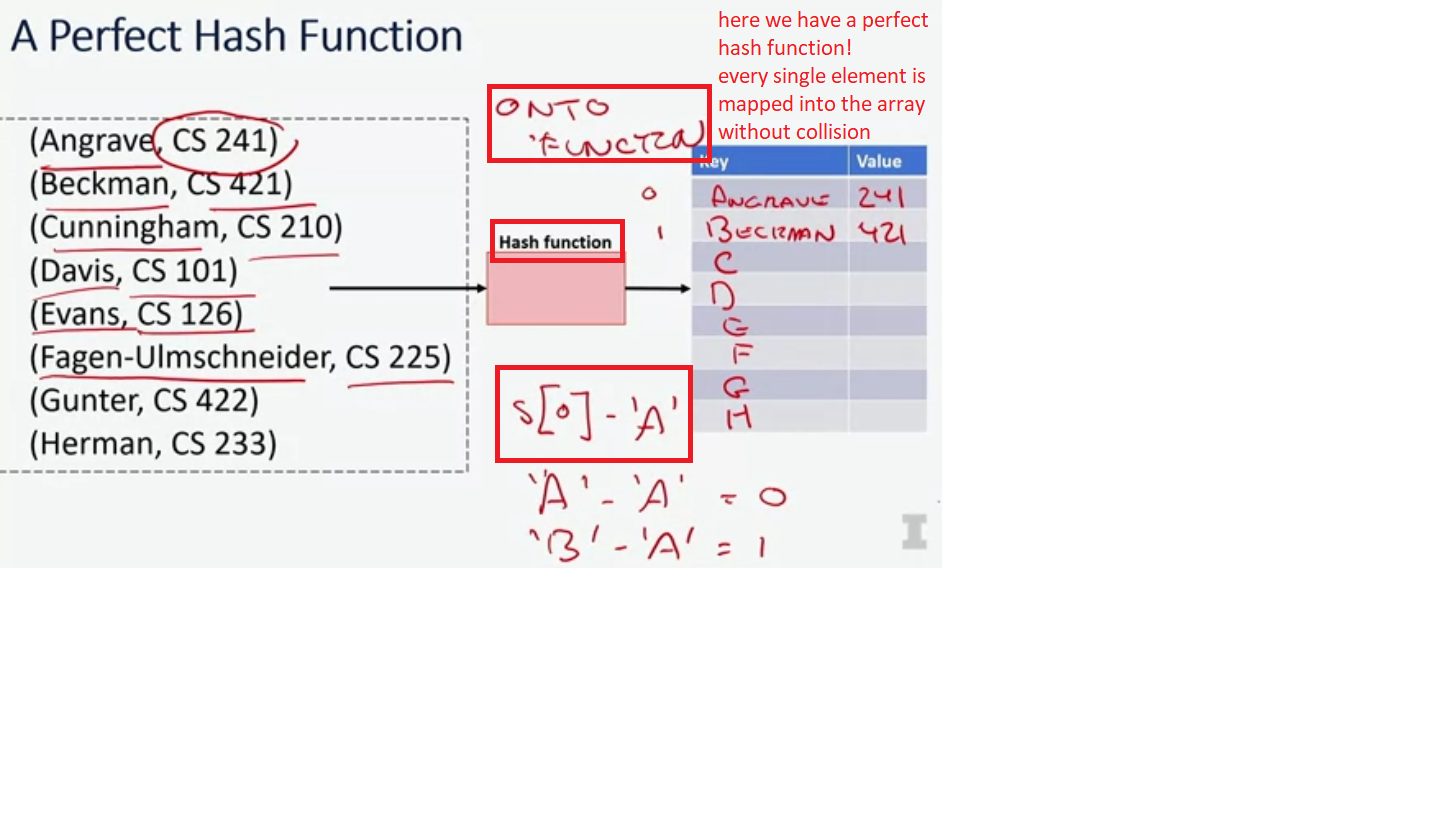 A Perfect Hash Function
here we have a perfect
hash function!
every single element is
mapped into the array
without collision
(Angrave, CS 241)
(Beckman, CS 421)
(Cunningham, CS 210)
(Davis, CS 101)
(Evans, CS 126)
(Fagen-Ulmschneider, CS 225)
(Gunter, CS 422)
(Herman, CS 233)
ONTO
FUNCTION
Hash function
S[0] - 'A'
'A' - 'A' = 0
'B' - 'A' = 1
Key Value
0 ANGRAVE 241
1 BECKMAN 421
C
D
E
F
G
H
I